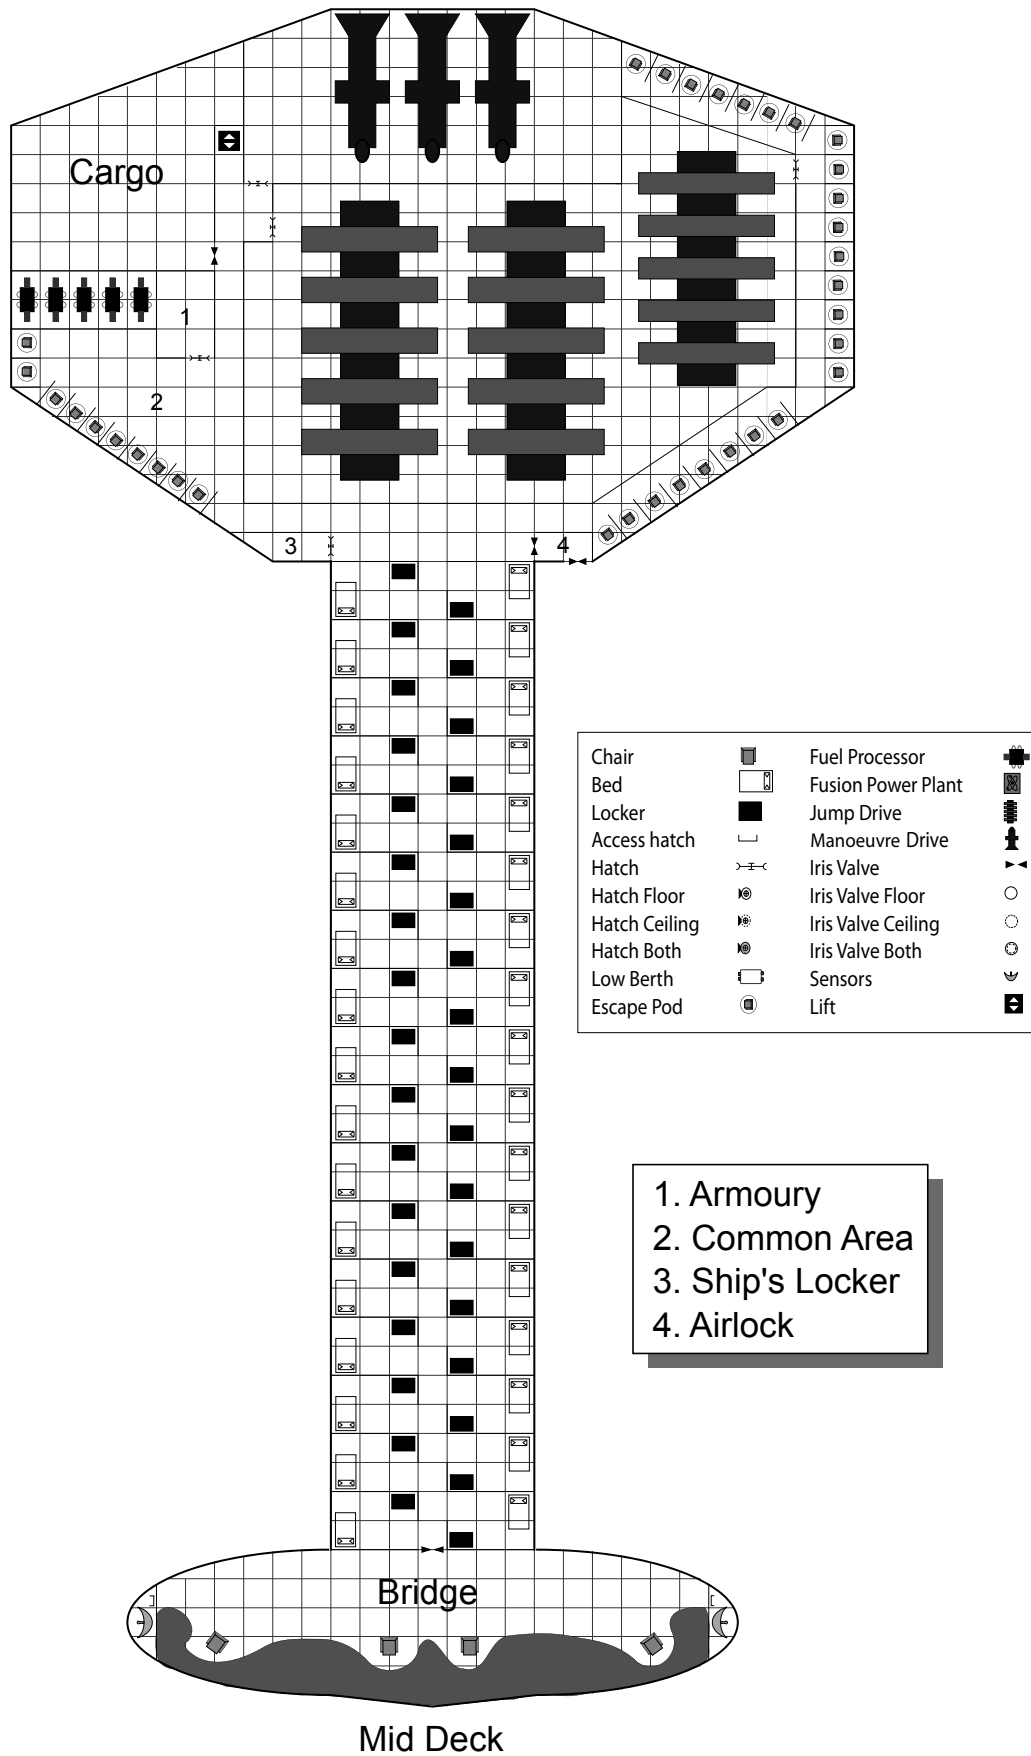 Cargo
1
2
3
4
Chair
Fuel Processor
Bed
Fusion Power Plant
Locker
Jump Drive
Access hatch
Manoeuvre Drive
Hatch
Iris Valve
Hatch Floor
Iris Valve Floor
Hatch Ceiling
Iris Valve Ceiling
Hatch Both
Iris Valve Both
Low Berth
Sensors
Escape Pod
Lift
1. Armoury
2. Common Area
3. Ship's Locker
4. Airlock
Bridge
Mid Deck